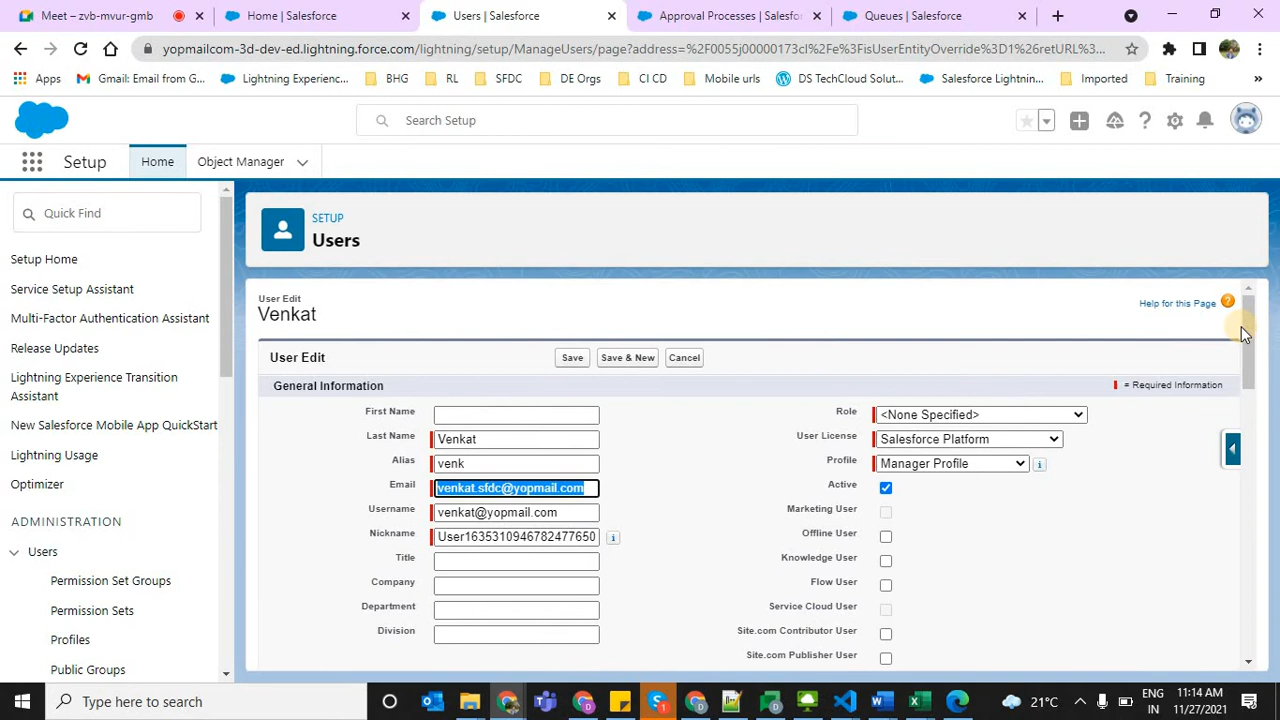 Meet – zvb-mvur-gmb
Home | Salesforce
Users | Salesforce
Approval Processes | Salesfo
Queues | Salesforce
yopmailcom-3d-dev-ed.lightning.force.com/lightning/setup/ManageUsers/page?address=%2F0055j00000173c0%2Fe%3FisUserEntityOverride%3D1%26retURL...
Apps
Gmail: Email from G...
Lightning Experienc...
BHG
RL
SFDC
DE Orgs
CI CD
Mobile urls
DS TechCloud Solut...
Salesforce Lightnin...
Imported
Training
»
Search Setup
Setup
Home
Object Manager
Quick Find
Setup Home
Service Setup Assistant
Multi-Factor Authentication Assistant
Release Updates
Lightning Experience Transition
Assistant
New Salesforce Mobile App QuickStart
Lightning Usage
Optimizer
ADMINISTRATION
Users
Permission Set Groups
Permission Sets
Profiles
Public Groups
SETUP
Users
User Edit
Venkat
Help for this Page
User Edit
Save
Save & New
Cancel
General Information
= Required Information
First Name
Last Name Venkat
Alias venk
Email venkat.sfdc@yopmail.com
Username venkat@yopmail.com
Nickname User1635310946782477650
Title
Company
Department
Division
Role <None Specified>
User License Salesforce Platform
Profile Manager Profile
Active
Marketing User
Offline User
Knowledge User
Flow User
Service Cloud User
Site.com Contributor User
Site.com Publisher User
Type here to search
1
21°C
ENG
IN
11:14 AM
11/27/2021